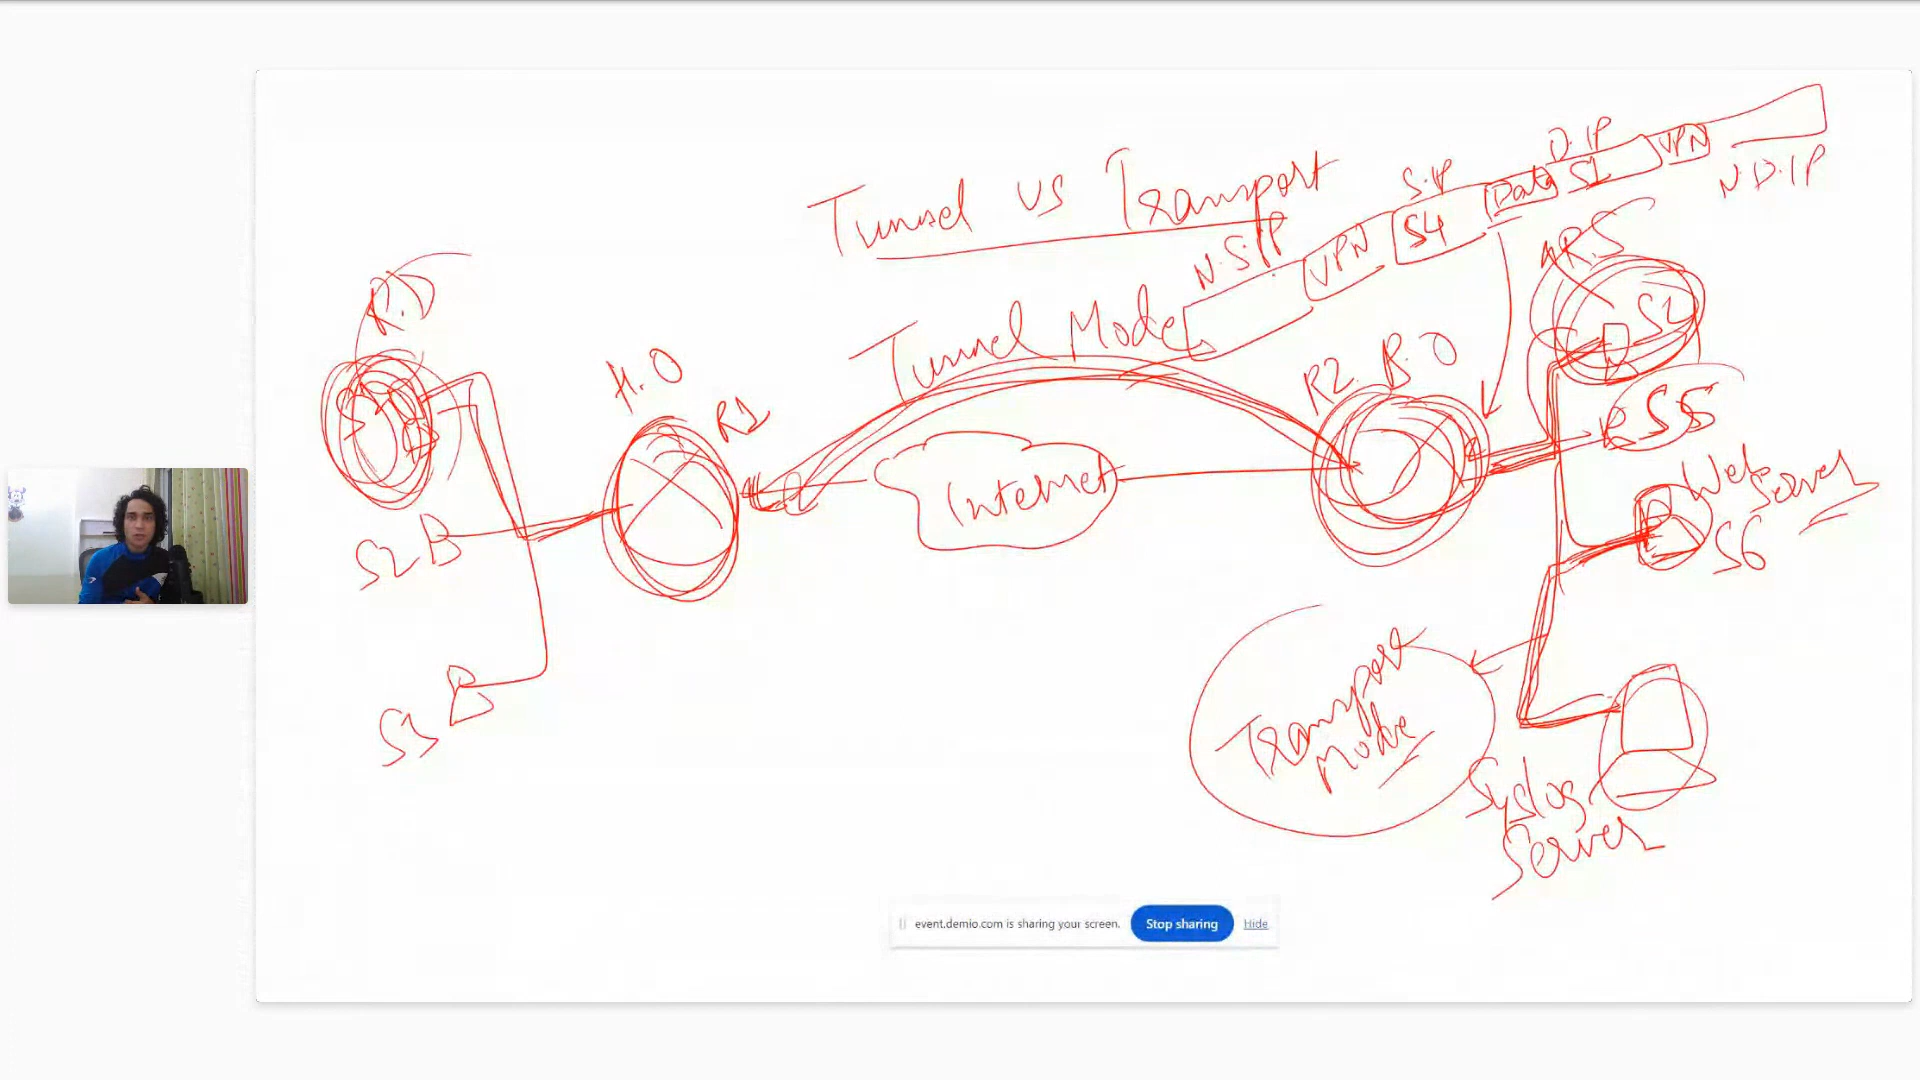 Tunnel vs Transport
N.S.IP
VPN
S.IP
S4
Data
D.IP
S1
VPN
N.D.IP
Tunnel Mode
R.D
H.O
R1
Internet
R2 B.O
S5
Web
Server
S6
S2
S3
Transport
Mode
Syslog
Server
event.demio.com is sharing your screen.
Stop sharing
Hide